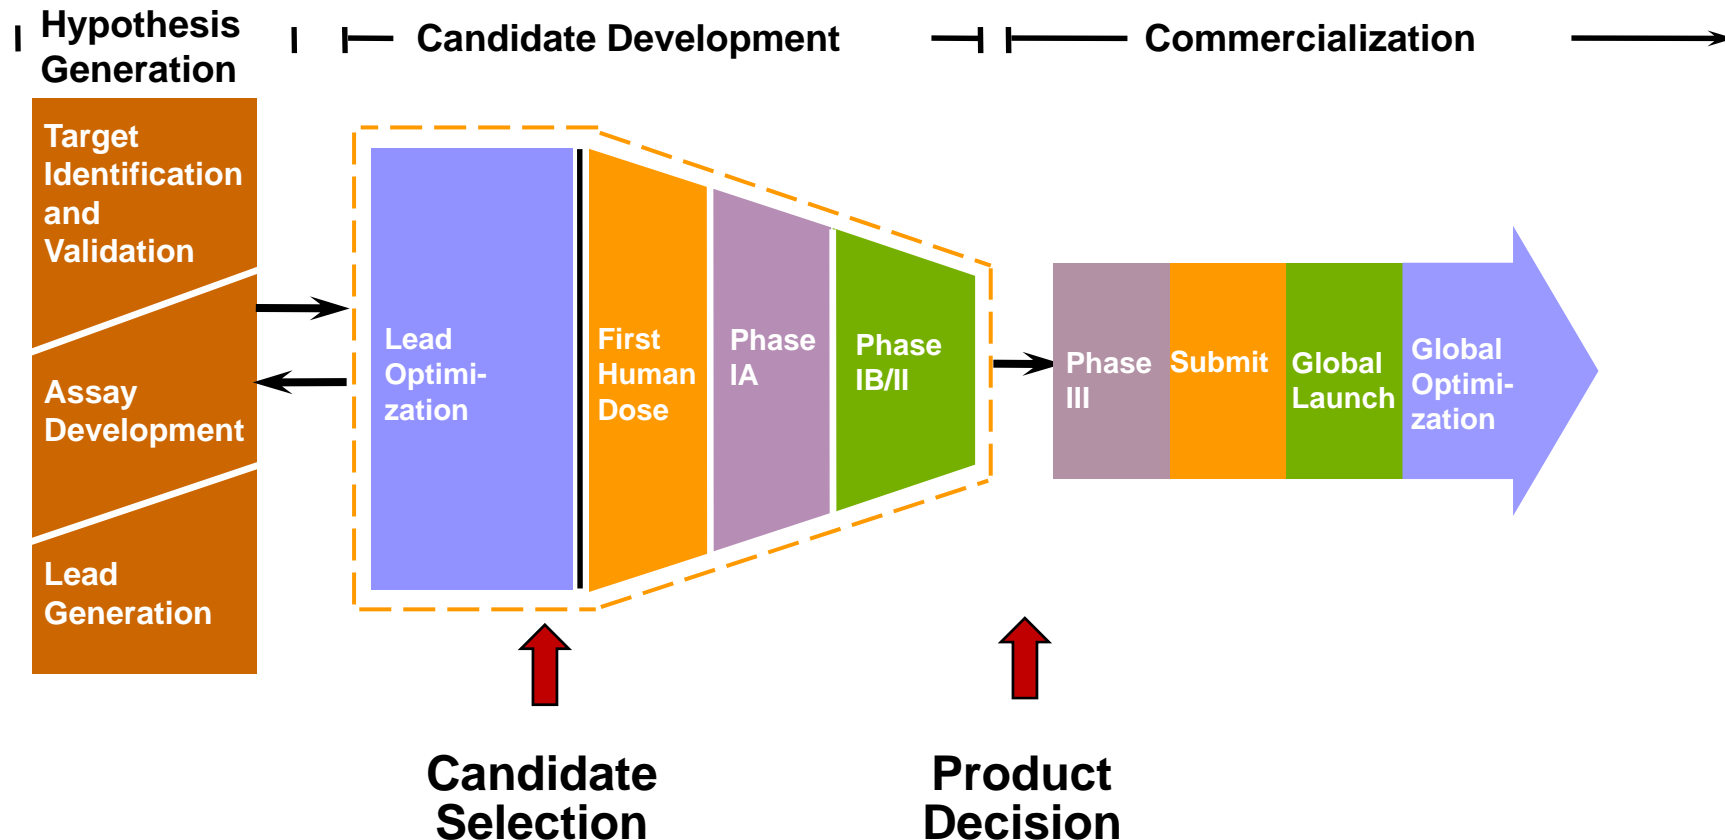 Hypothesis
Generation
Candidate Development
Commercialization
Target
Identification
and
Validation
Assay
Development
Lead
Generation
Lead
Optimi-
zation
First
Human
Dose
Phase
IA
Phase
IB/II
Phase
III
Submit
Global
Launch
Global
Optimi-
zation
Candidate
Selection
Product
Decision